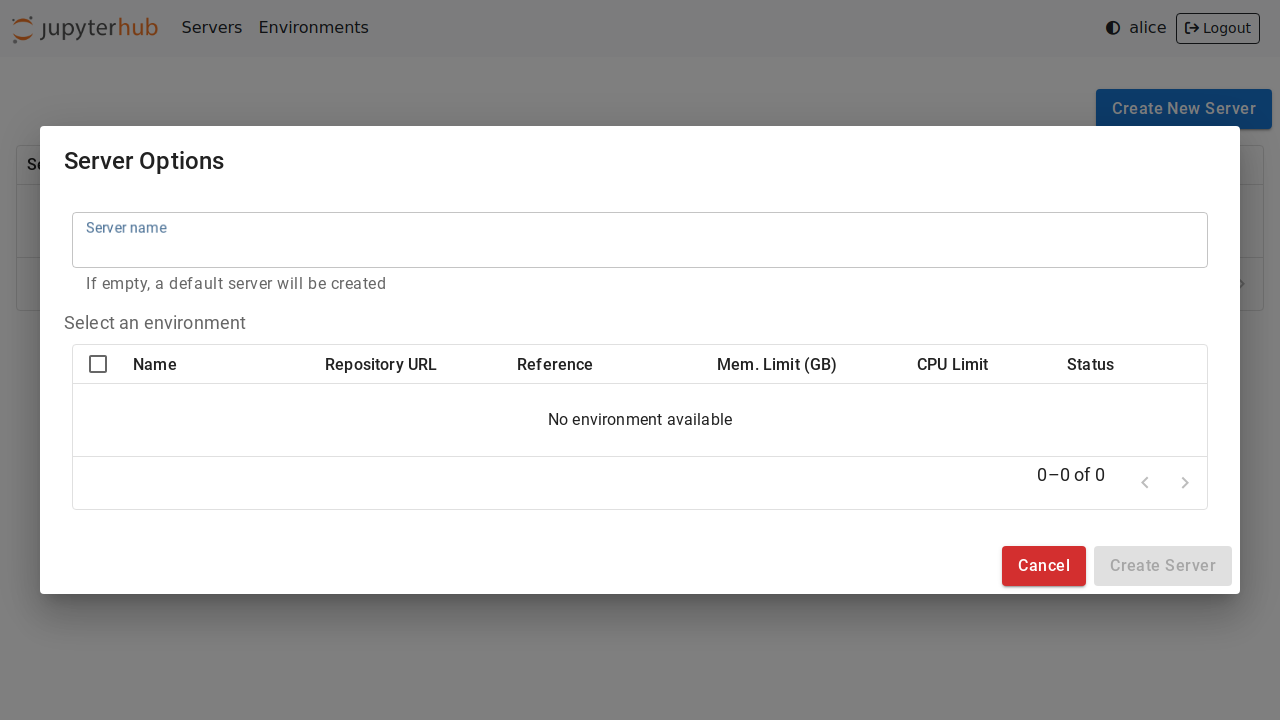 jupyterhub Servers Environments alice Logout
Create New Server
Server Options
Server name
If empty, a default server will be created
Select an environment
Name Repository URL Reference Mem. Limit (GB) CPU Limit Status
No environment available
0–0 of 0
Cancel Create Server